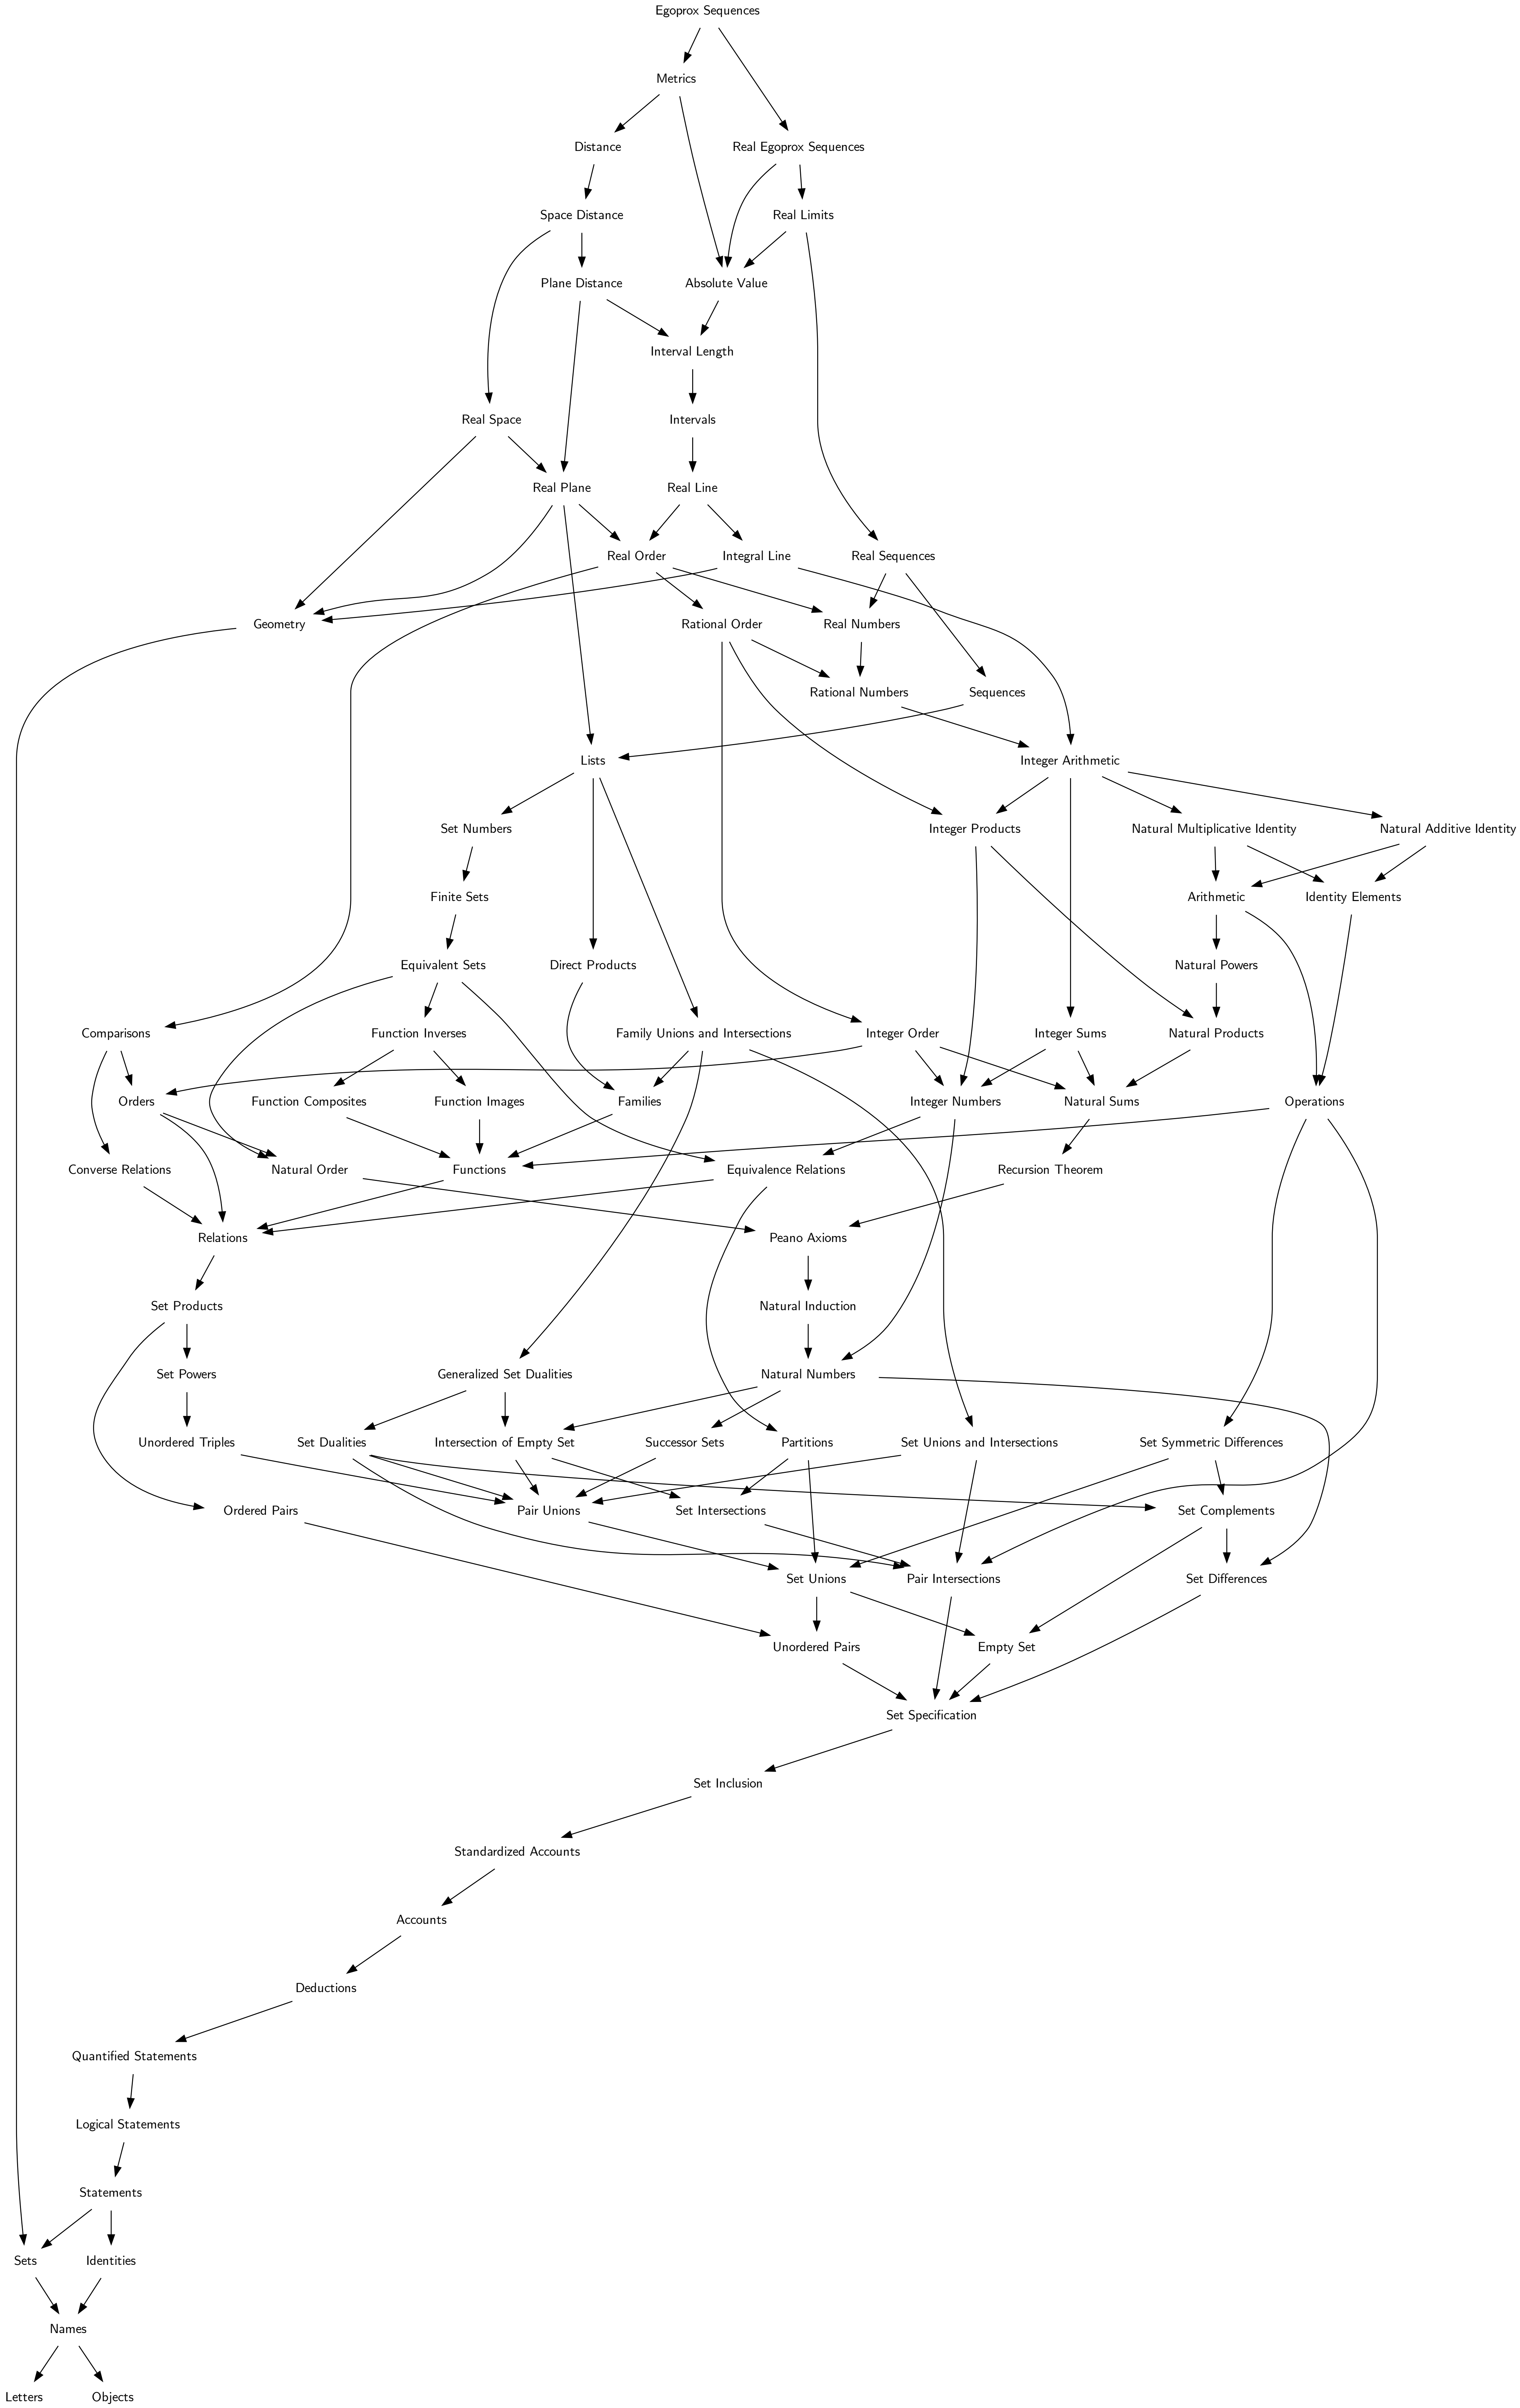 Egoprox Sequences
Metrics
Distance
Real Egoprox Sequences
Space Distance
Real Limits
Plane Distance
Absolute Value
Interval Length
Real Space
Intervals
Real Plane
Real Line
Real Order
Integral Line
Real Sequences
Geometry
Rational Order
Real Numbers
Rational Numbers
Sequences
Lists
Integer Arithmetic
Set Numbers
Integer Products
Natural Multiplicative Identity
Natural Additive Identity
Finite Sets
Arithmetic
Identity Elements
Equivalent Sets
Direct Products
Natural Powers
Comparisons
Function Inverses
Family Unions and Intersections
Integer Order
Integer Sums
Natural Products
Orders
Function Composites
Function Images
Families
Integer Numbers
Natural Sums
Operations
Converse Relations
Natural Order
Functions
Equivalence Relations
Recursion Theorem
Relations
Peano Axioms
Set Products
Natural Induction
Set Powers
Generalized Set Dualities
Natural Numbers
Unordered Triples
Set Dualities
Intersection of Empty Set
Successor Sets
Partitions
Set Unions and Intersections
Set Symmetric Differences
Ordered Pairs
Pair Unions
Set Intersections
Set Complements
Set Unions
Pair Intersections
Set Differences
Unordered Pairs
Empty Set
Set Specification
Set Inclusion
Standardized Accounts
Accounts
Deductions
Quantified Statements
Logical Statements
Statements
Sets
Identities
Names
Letters
Objects